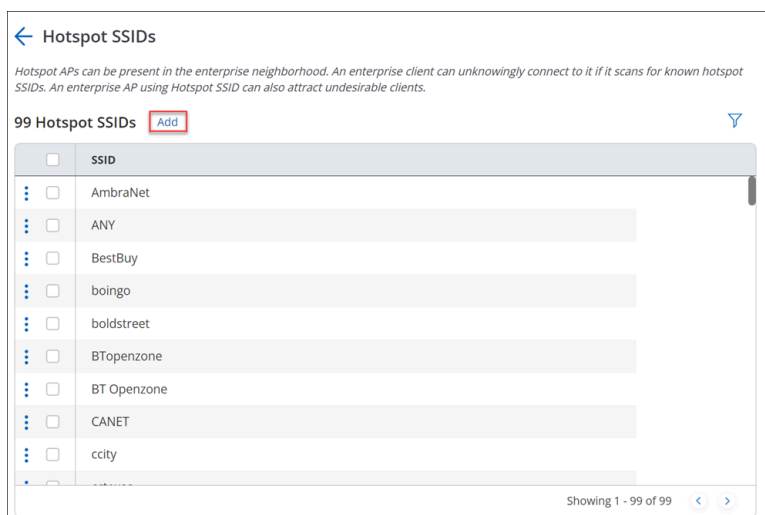 Hotspot SSIDs
Hotspot APs can be present in the enterprise neighborhood. An enterprise client can unknowingly connect to it if it scans for known hotspot
SSIDs. An enterprise AP using Hotspot SSID can also attract undesirable clients.
99 Hotspot SSIDs Add
SSID
AmbraNet
ANY
BestBuy
boingo
boldstreet
BTopenzone
BT Openzone
CANET
ccity
Showing 1 - 99 of 99